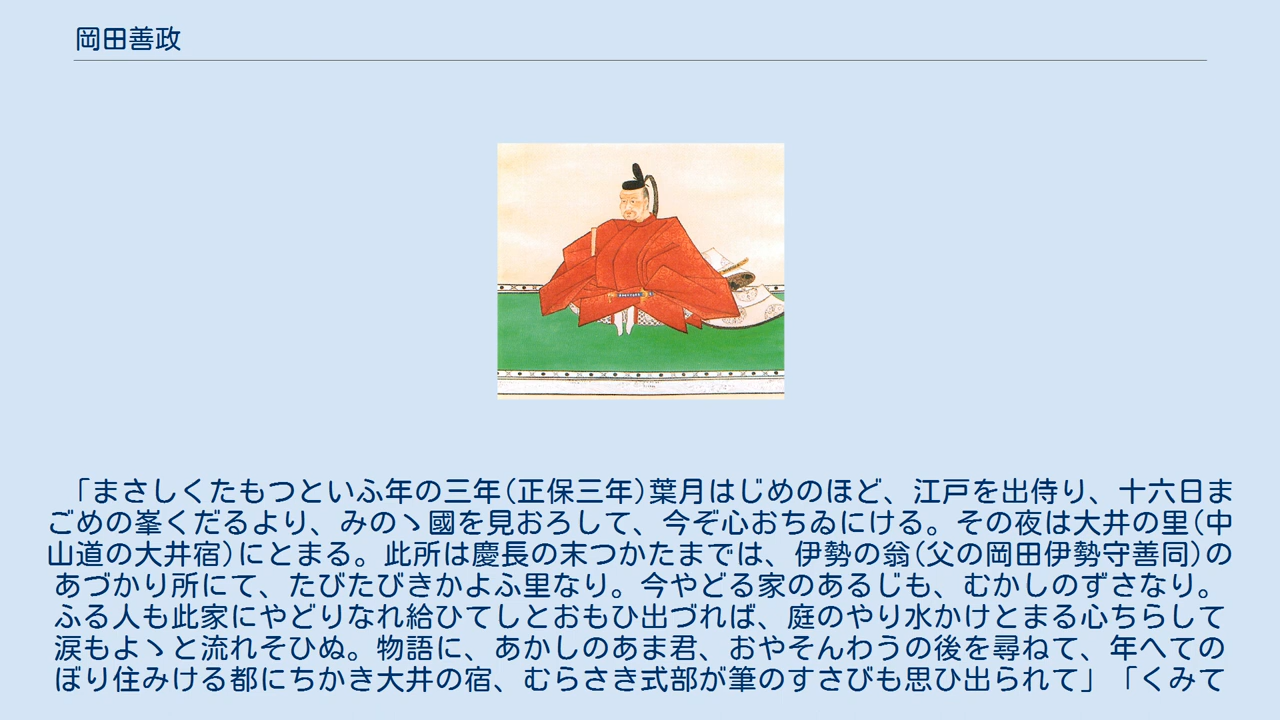 岡田善政
「まさしくたもつといふ年の三年(正保三年)葉月はじめのほど、江戸を出侍り、十六日ま
ごめの峯くだるより、みのゝ國を見おろして、今ぞ心おちゐにける。その夜は大井の里(中
山道の大井宿)にとまる。此所は慶長の末つかたまでは、伊勢の翁(父の岡田伊勢守善同)の
あづかり所にて、たびたびきかよふ里なり。今やどる家のあるじも、むかしのずさなり。
ふる人も此家にやどりなれ給ひてしとおもひ出づれば、庭のやり水かけとまる心ちらして
涙もよゝと流れそひぬ。物語に、あかしのあま君、おやそんわうの後を尋ねて、年へての
ぼり住みける都にちかき大井の宿、むらさき式部が筆のすさびも思ひ出られて」「くみて